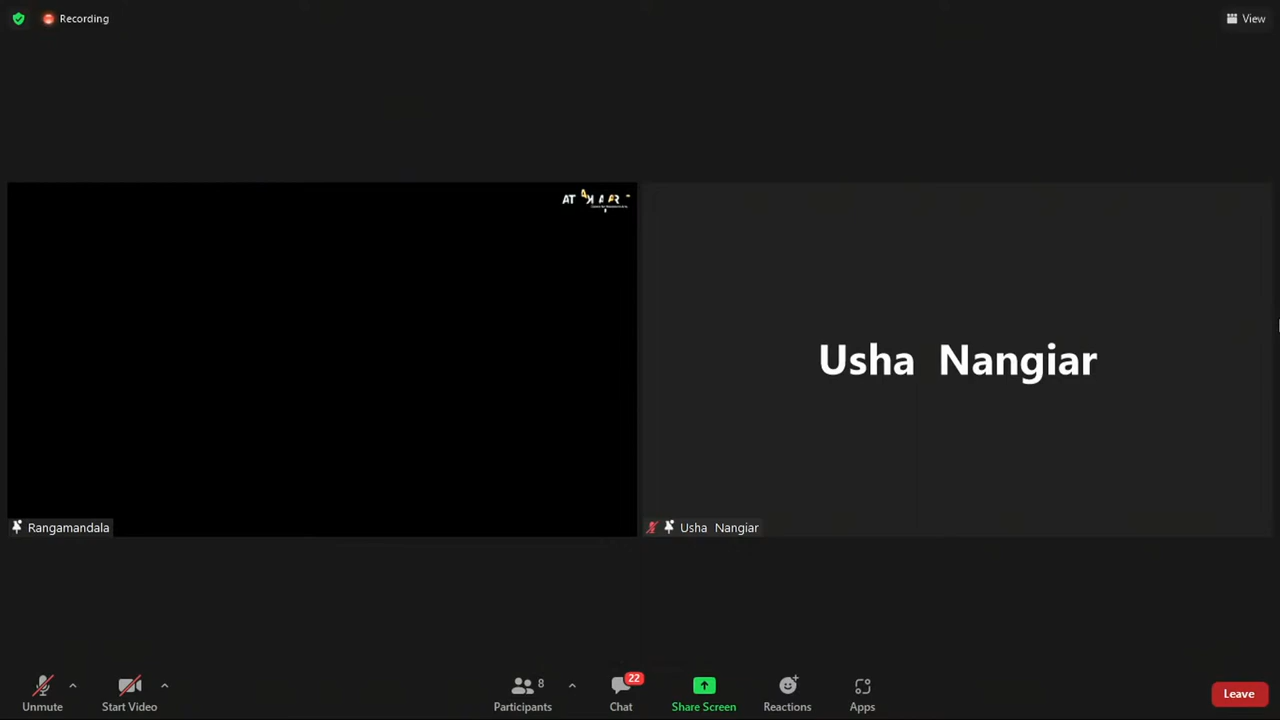 Recording
View
Usha Nangiar
Rangamandala
Usha Nangiar
Unmute
Start Video
8
Participants
22
Chat
Share Screen
Reactions
Apps
Leave